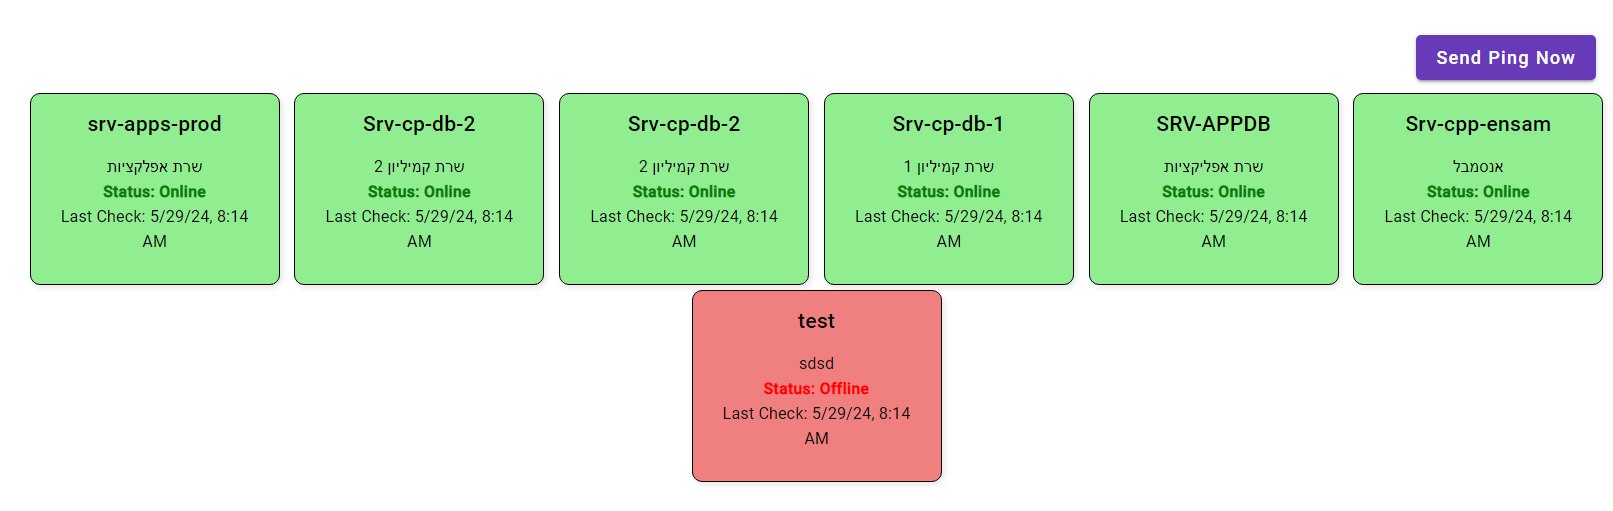 Send Ping Now
srv-apps-prod
שרת אפלקציות
Status: Online
Last Check: 5/29/24, 8:14
AM
Srv-cp-db-2
שרת קמיליון 2
Status: Online
Last Check: 5/29/24, 8:14
AM
Srv-cp-db-2
שרת קמיליון 2
Status: Online
Last Check: 5/29/24, 8:14
AM
Srv-cp-db-1
שרת קמיליון 1
Status: Online
Last Check: 5/29/24, 8:14
AM
SRV-APPDB
שרת אפליקציות
Status: Online
Last Check: 5/29/24, 8:14
AM
Srv-cpp-ensam
אנסמבל
Status: Online
Last Check: 5/29/24, 8:14
AM
test
sdsd
Status: Offline
Last Check: 5/29/24, 8:14
AM